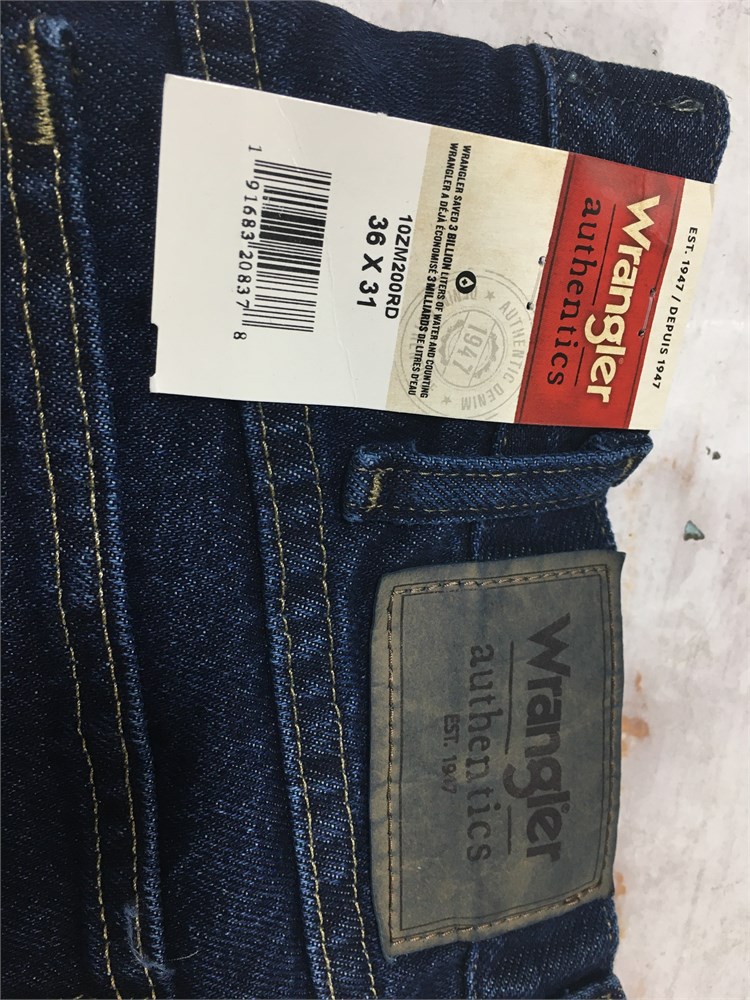 EST. 1947 / DEPUIS 1947
Wrangler
authentics
AUTHENTIC DENIM
1947
WRANGLER SAVED 3 BILLION LITERS OF WATER AND COUNTING
WRANGLER A DÉJÀ ÉCONOMISÉ 3 MILLIARDS DE LITRES D'EAU
10ZM200RD
36 X 31
1 91683 20837 8
Wrangler
authentics
EST. 1947